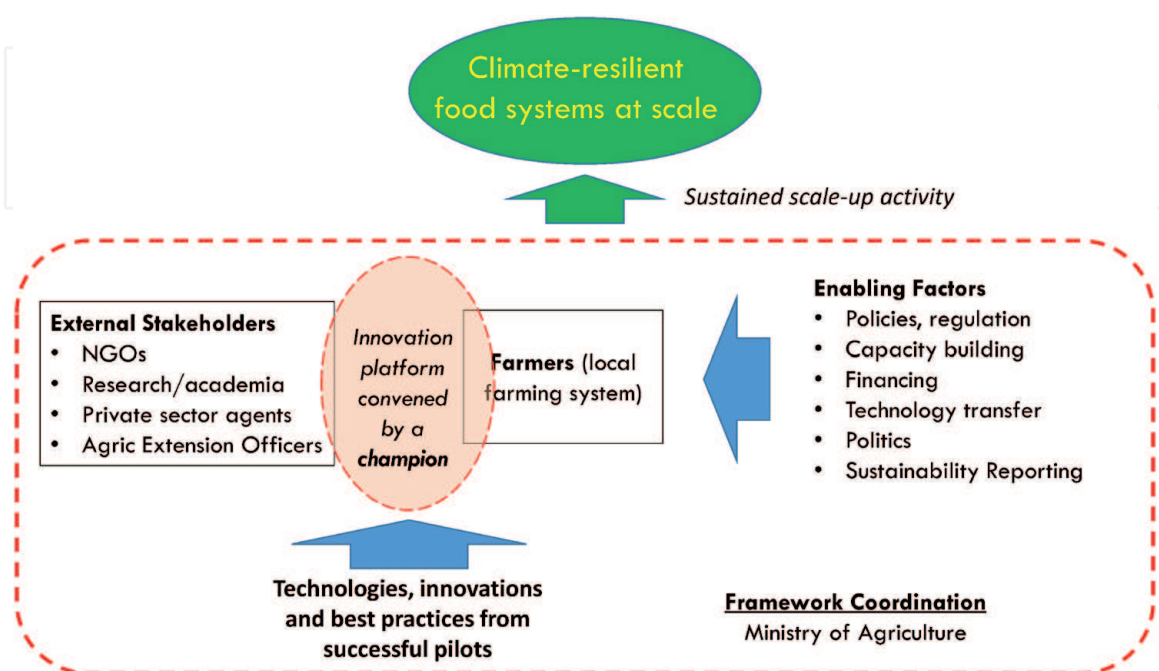 Climate-resilient
food systems at scale
Sustained scale-up activity
External Stakeholders
• NGOs
• Research/academia
• Private sector agents
• Agric Extension Officers
Innovation
platform
convened
by a
champion
Farmers (local
farming system)
Enabling Factors
• Policies, regulation
• Capacity building
• Financing
• Technology transfer
• Politics
• Sustainability Reporting
Technologies, innovations
and best practices from
successful pilots
Framework Coordination
Ministry of Agriculture